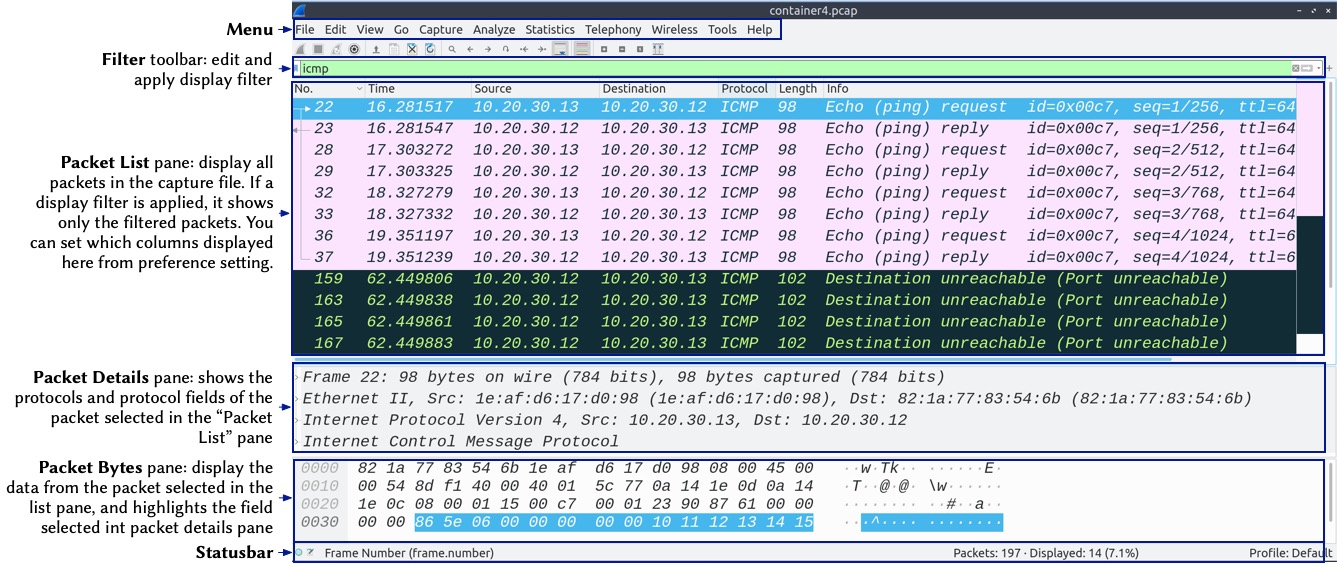 container4.pcap
Menu
File Edit View Go Capture Analyze Statistics Telephony Wireless Tools Help
Filter toolbar: edit and
apply display filter
icmp
No. Time Source Destination Protocol Length Info
22 16.281517 10.20.30.13 10.20.30.12 ICMP 98 Echo (ping) request id=0x00c7, seq=1/256, ttl=64
23 16.281547 10.20.30.12 10.20.30.13 ICMP 98 Echo (ping) reply id=0x00c7, seq=1/256, ttl=64
28 17.303272 10.20.30.13 10.20.30.12 ICMP 98 Echo (ping) request id=0x00c7, seq=2/512, ttl=64
29 17.303325 10.20.30.12 10.20.30.13 ICMP 98 Echo (ping) reply id=0x00c7, seq=2/512, ttl=64
32 18.327279 10.20.30.13 10.20.30.12 ICMP 98 Echo (ping) request id=0x00c7, seq=3/768, ttl=64
33 18.327332 10.20.30.12 10.20.30.13 ICMP 98 Echo (ping) reply id=0x00c7, seq=3/768, ttl=64
36 19.351197 10.20.30.13 10.20.30.12 ICMP 98 Echo (ping) request id=0x00c7, seq=4/1024, ttl=6
37 19.351239 10.20.30.12 10.20.30.13 ICMP 98 Echo (ping) reply id=0x00c7, seq=4/1024, ttl=6
159 62.449806 10.20.30.12 10.20.30.13 ICMP 102 Destination unreachable (Port unreachable)
163 62.449838 10.20.30.12 10.20.30.13 ICMP 102 Destination unreachable (Port unreachable)
165 62.449861 10.20.30.12 10.20.30.13 ICMP 102 Destination unreachable (Port unreachable)
167 62.449883 10.20.30.12 10.20.30.13 ICMP 102 Destination unreachable (Port unreachable)
Packet List pane: display all
packets in the capture file. If a
display filter is applied, it shows
only the filtered packets. You
can set which columns displayed
here from preference setting.
Packet Details pane: shows the
protocols and protocol fields of the
packet selected in the “Packet
List” pane
Frame 22: 98 bytes on wire (784 bits), 98 bytes captured (784 bits)
Ethernet II, Src: 1e:af:d6:17:d0:98 (1e:af:d6:17:d0:98), Dst: 82:1a:77:83:54:6b (82:1a:77:83:54:6b)
Internet Protocol Version 4, Src: 10.20.30.13, Dst: 10.20.30.12
Internet Control Message Protocol
Packet Bytes pane: display the
data from the packet selected in the
list pane, and highlights the field
selected int packet details pane
0000 82 1a 77 83 54 6b 1e af d6 17 d0 98 08 00 45 00 ··w·Tk·· ······E·
0010 00 54 8d f1 40 00 40 01 5c 77 0a 14 1e 0d 0a 14 ·T··@·@· \w······
0020 1e 0c 08 00 01 15 00 c7 00 01 23 90 87 61 00 00 ········ ··#··a··
0030 00 00 86 5e 06 00 00 00 00 00 10 11 12 13 14 15 ···^···· ········
Statusbar
Frame Number (frame.number) Packets: 197 · Displayed: 14 (7.1%) Profile: Default